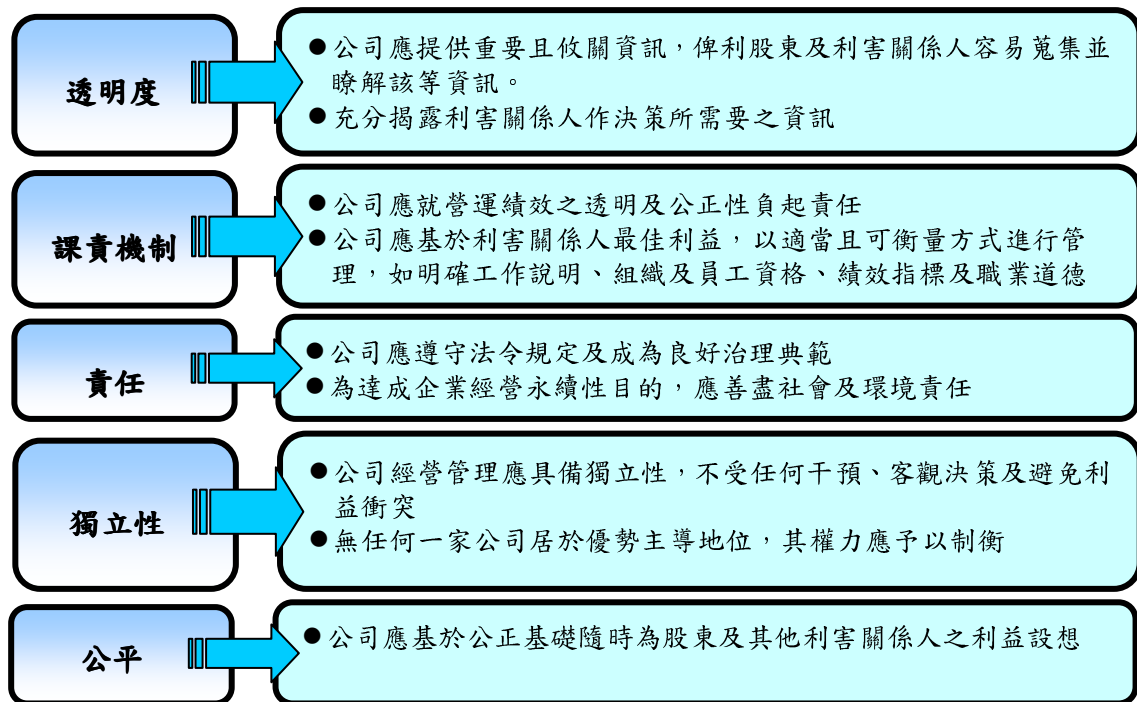 透明度
●公司應提供重要且攸關資訊，俾利股東及利害關係人容易蒐集並
瞭解該等資訊。
●充分揭露利害關係人作決策所需要之資訊
課責機制
●公司應就營運績效之透明及公正性負起責任
●公司應基於利害關係人最佳利益，以適當且可衡量方式進行管
理，如明確工作說明、組織及員工資格、績效指標及職業道德
責任
●公司應遵守法令規定及成為良好治理典範
●為達成企業經營永續性目的，應善盡社會及環境責任
獨立性
●公司經營管理應具備獨立性，不受任何干預、客觀決策及避免利
益衝突
●無任何一家公司居於優勢主導地位，其權力應予以制衡
公平
●公司應基於公正基礎隨時為股東及其他利害關係人之利益設想